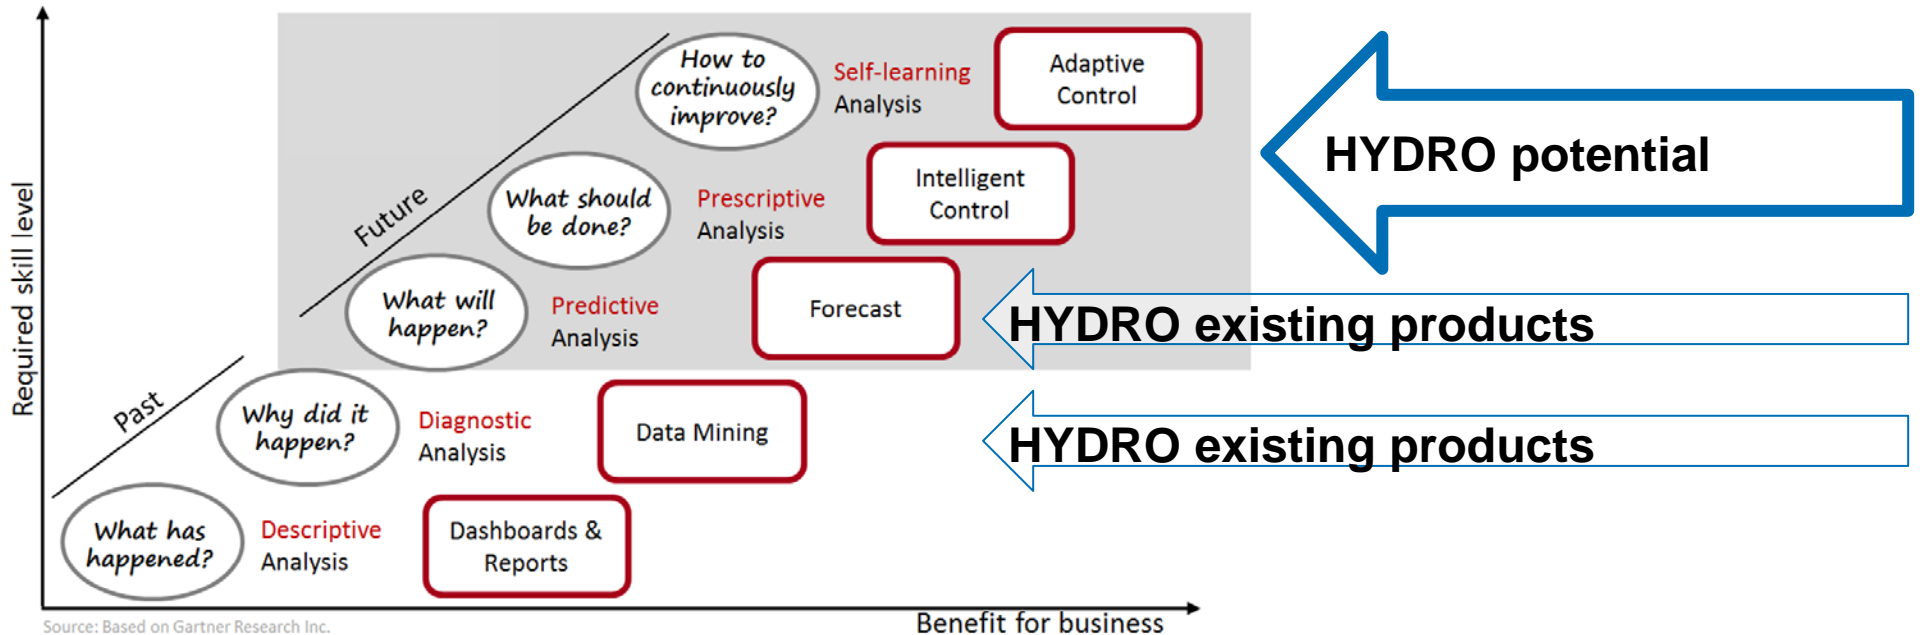 How to
continuously
improve?
Self-learning
Analysis
Adaptive
Control
HYDRO potential
What should
be done?
Prescriptive
Analysis
Intelligent
Control
Future
What will
happen?
Predictive
Analysis
Forecast
HYDRO existing products
Past
Why did it
happen?
Diagnostic
Analysis
Data Mining
HYDRO existing products
What has
happened?
Descriptive
Analysis
Dashboards &
Reports
Required skill level
Benefit for business
Source: Based on Gartner Research Inc.